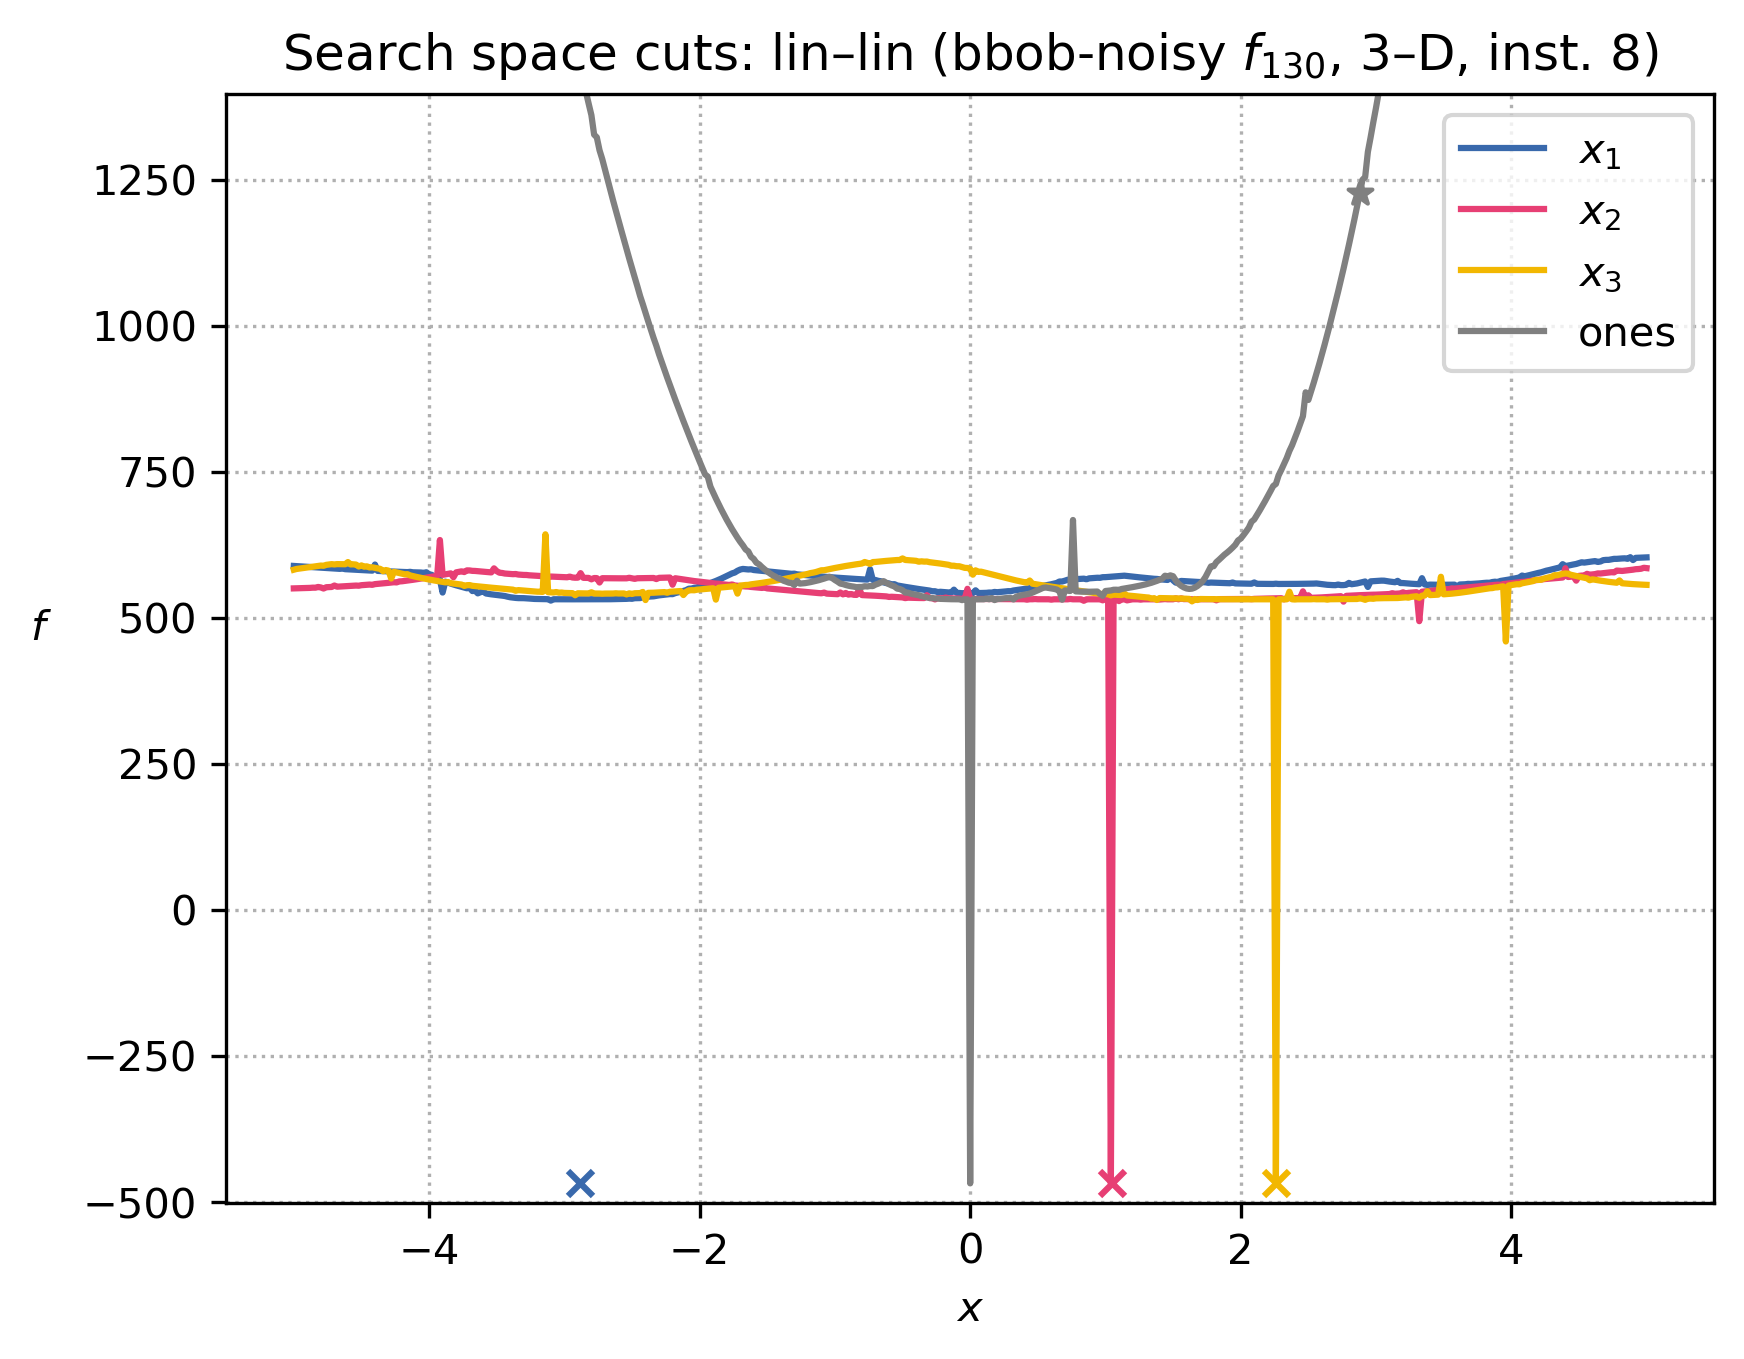 Search space cuts: lin–lin (bbob-noisy f₁₃₀, 3–D, inst. 8)
x₁
x₂
x₃
ones
1250
1000
750
500
250
0
−250
−500
f
−4
−2
0
2
4
x